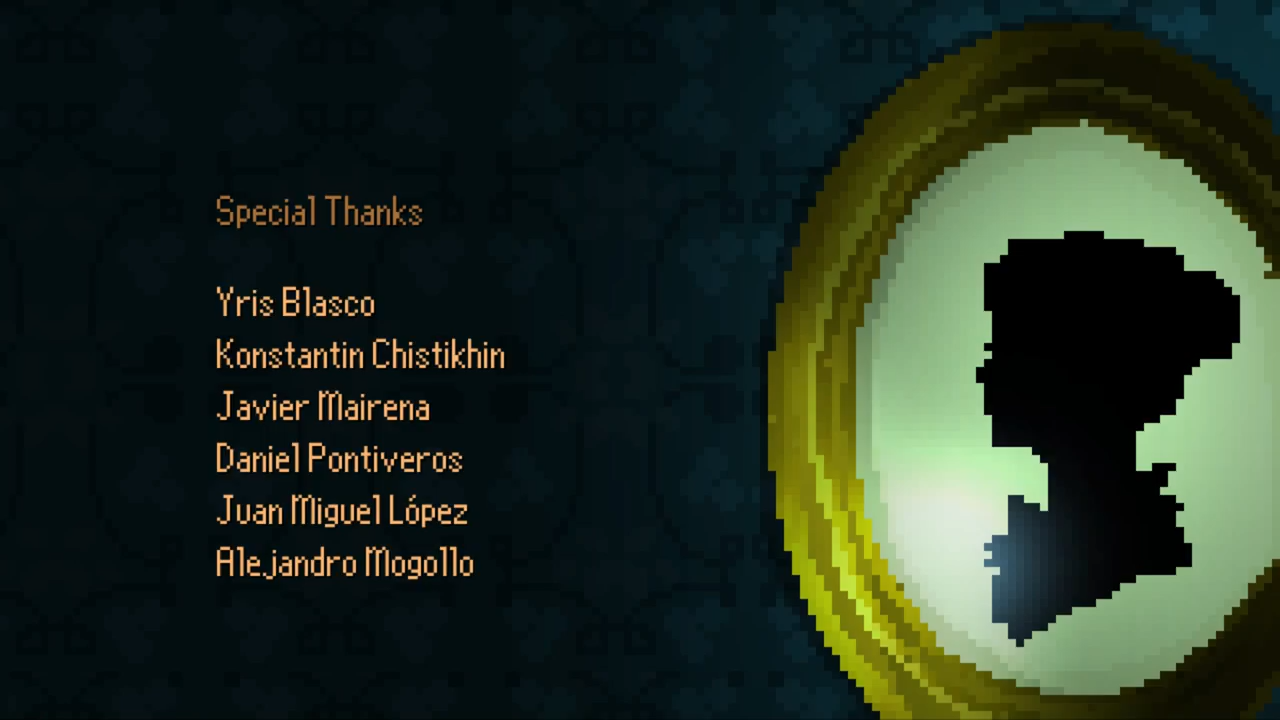 Special Thanks
Yris Blasco
Konstantin Chistikhin
Javier Mairena
Daniel Pontiveros
Juan Miguel López
Alejandro Mogollo